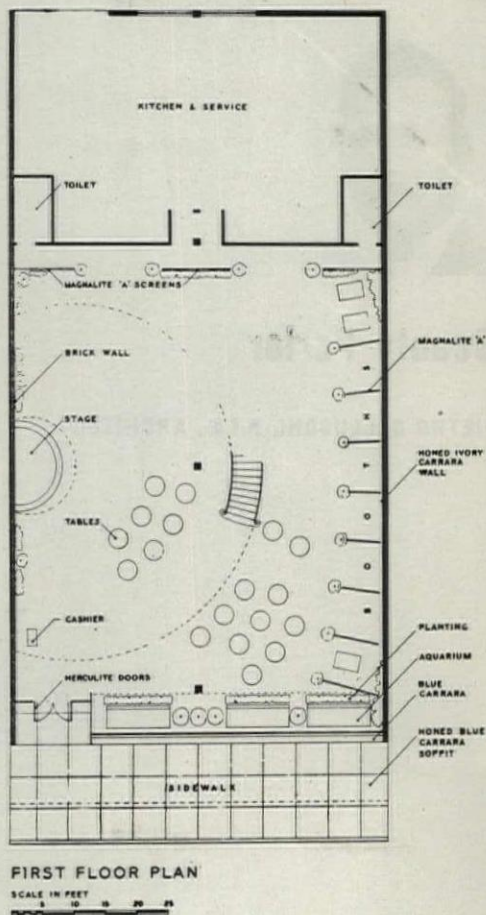 KITCHEN & SERVICE
TOILET
TOILET
MAGNALITE 'A' SCREENS
BRICK WALL
MAGNALITE 'A'
STAGE
HONED IVORY
CARRARA
WALL
BOOTHS
TABLES
CASHIER
PLANTING
AQUARIUM
HERCULITE DOORS
BLUE
CARRARA
HONED BLUE
CARRARA
SOFFIT
SIDEWALK
FIRST FLOOR PLAN
SCALE IN FEET
5 10 15 20 25